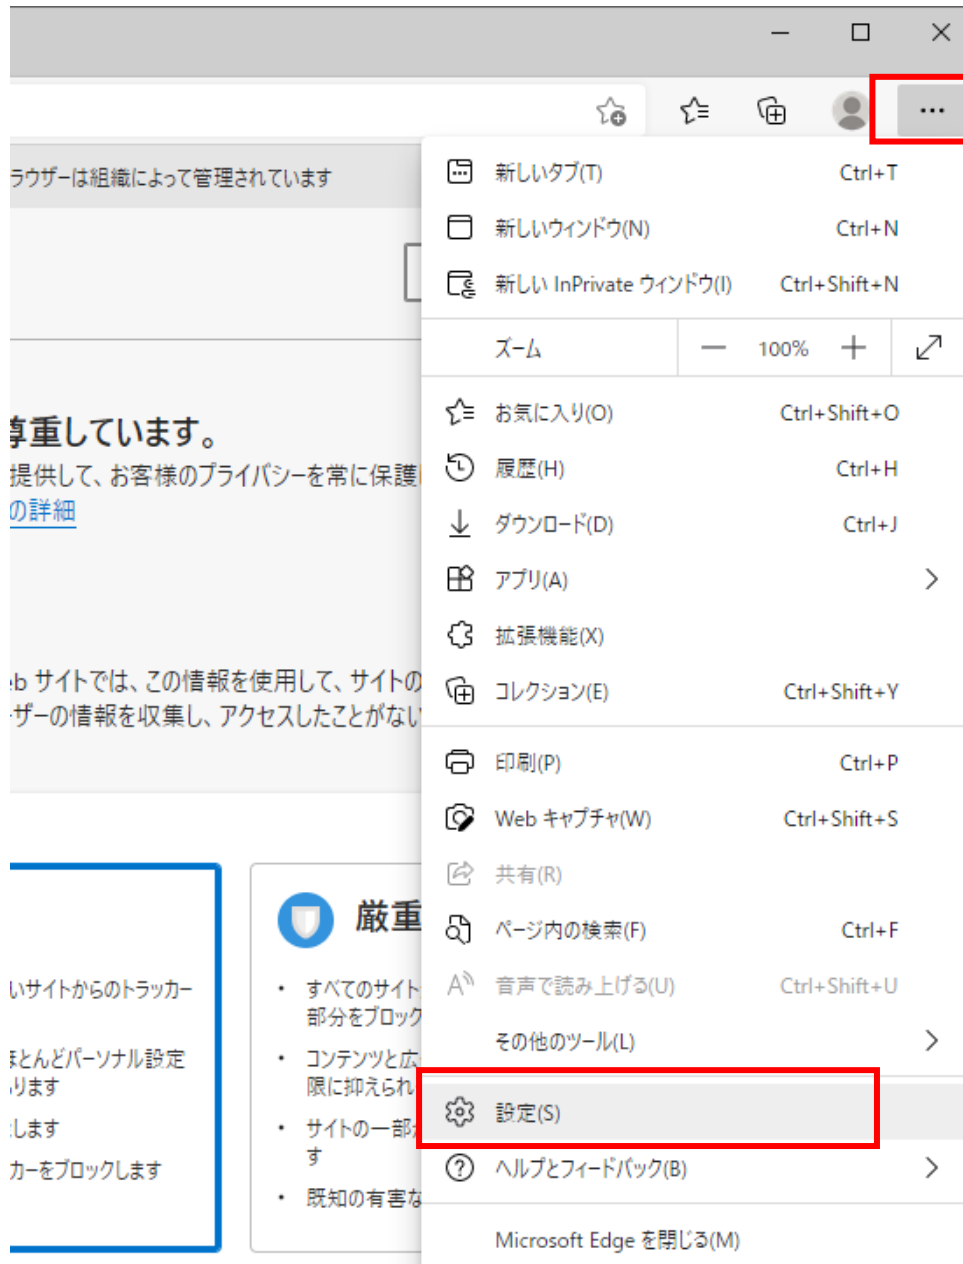 ラウザーは組織によって管理されています
尊重しています。
提供して、お客様のプライバシーを常に保護
の詳細
eb サイトでは、この情報を使用して、サイトの
ーザーの情報を収集し、アクセスしたことがない
いサイトからのトラッカー
ほとんどパーソナル設定
ります
します
カーをブロックします
厳重
・ すべてのサイト
部分をブロック
・ コンテンツと広
限に抑えられ
・ サイトの一部
す
・ 既知の有害な
新しいタブ(T) Ctrl+T
新しいウィンドウ(N) Ctrl+N
新しい InPrivate ウィンドウ(I) Ctrl+Shift+N
ズーム — 100% +
お気に入り(O) Ctrl+Shift+O
履歴(H) Ctrl+H
ダウンロード(D) Ctrl+J
アプリ(A)
拡張機能(X)
コレクション(E) Ctrl+Shift+Y
印刷(P) Ctrl+P
Web キャプチャ(W) Ctrl+Shift+S
共有(R)
ページ内の検索(F) Ctrl+F
音声で読み上げる(U) Ctrl+Shift+U
その他のツール(L)
設定(S)
ヘルプとフィードバック(B)
Microsoft Edge を閉じる(M)